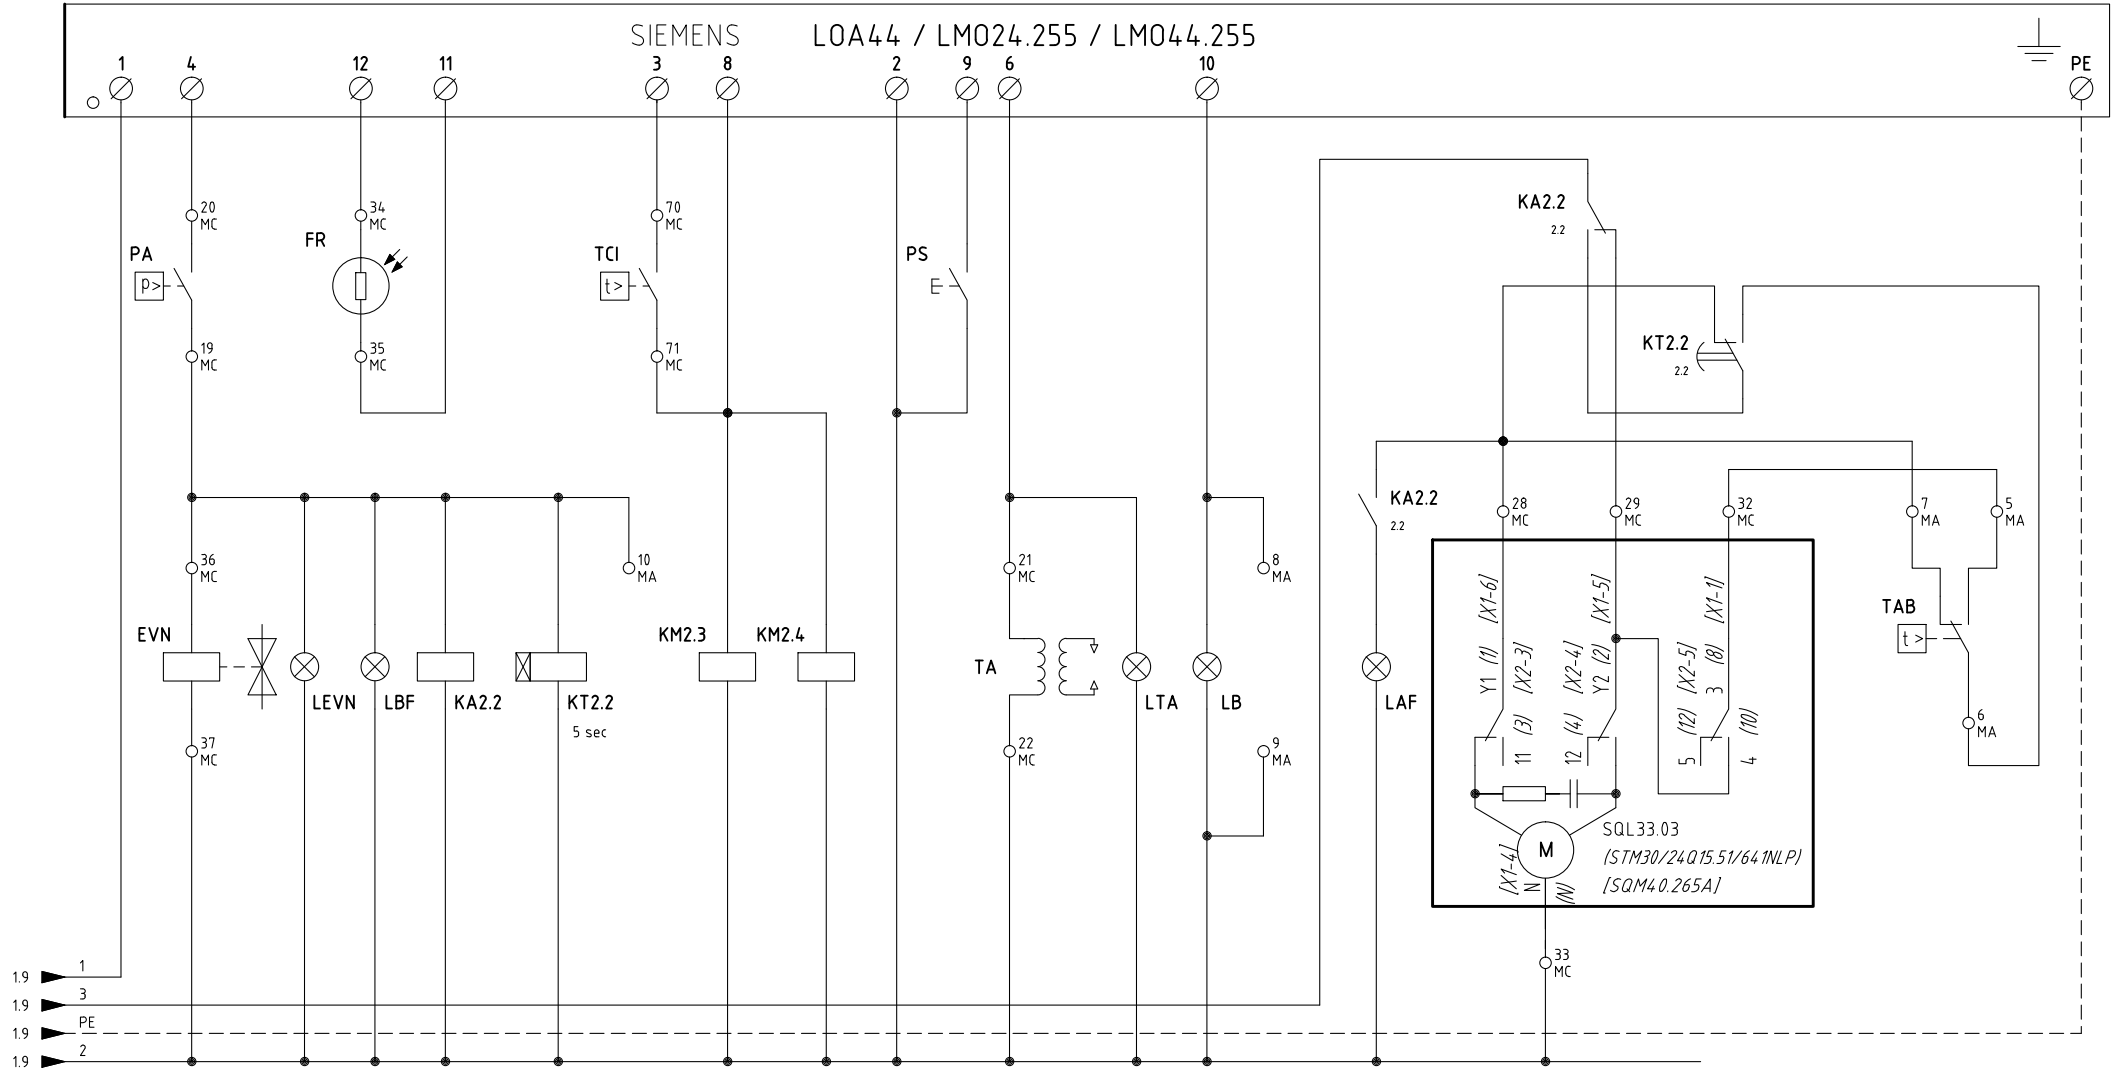 SIEMENS LOA44 / LMO24.255 / LMO44.255
1 4 12 11 3 8 2 9 6 10 PE
20 MC
34 MC
70 MC
KA2.2
2.2
PA
p>
FR
TCI
t>
PS
E
19 MC
35 MC
71 MC
KT2.2
2.2
KA2.2
2.2
28 MC
29 MC
32 MC
7 MA
5 MA
36 MC
10 MA
21 MC
8 MA
[X1-6]
[X1-5]
[X1-1]
TAB
t>
EVN
KM2.3
KM2.4
TA
Y1 (1) [X2-3]
[X2-4] Y2 (2)
[X2-5] 3 (8)
LEVN LBF KA2.2 KT2.2
5 sec
LTA LB LAF
11 (3)
12 (4)
5 (12)
4 (10)
6 MA
37 MC
22 MC
9 MA
M
SQL33.03
(STM30/24Q15.51/641NLP)
[SQM40.265A]
[X1-4] N (N)
33 MC
1.9 1
1.9 3
1.9 PE
1.9 2